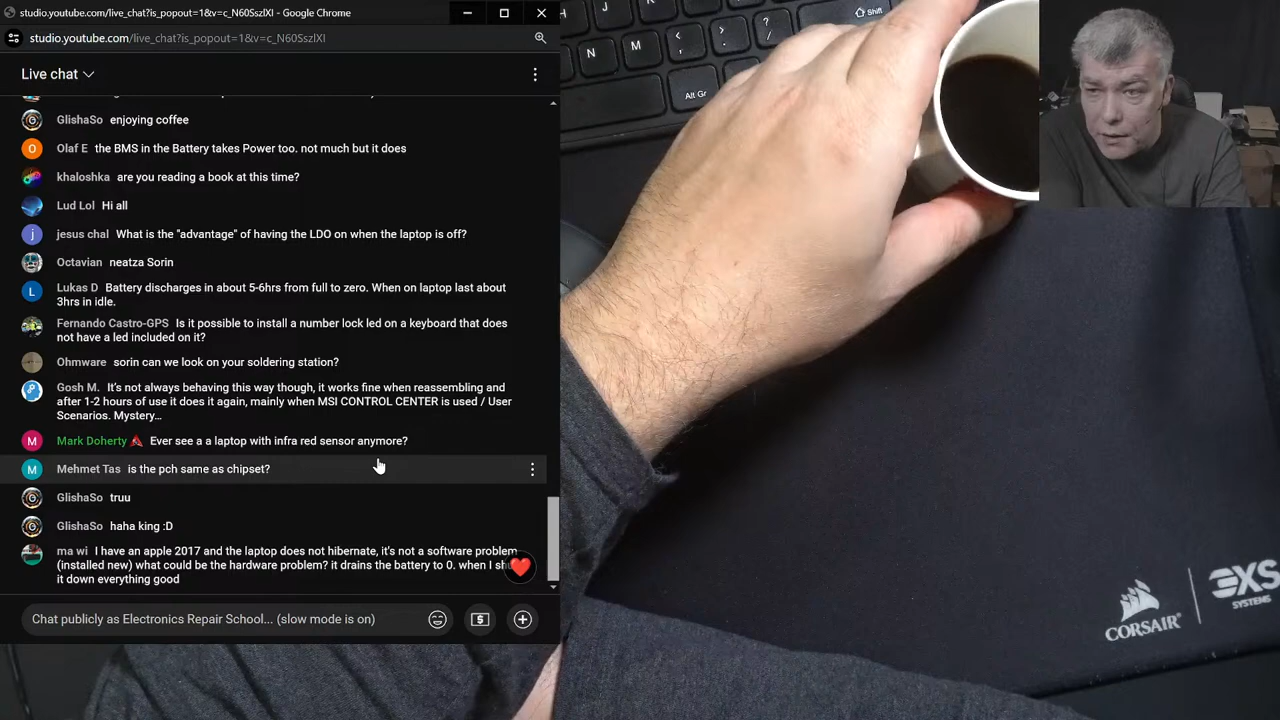 studio.youtube.com/live_chat?is_popout=1&v=c_N60SszlXI - Google Chrome
studio.youtube.com/live_chat?is_popout=1&v=c_N60SszlXI
Live chat
GlishaSo enjoying coffee
Olaf E the BMS in the Battery takes Power too. not much but it does
khaloshka are you reading a book at this time?
Lud Lol Hi all
jesus chal What is the "advantage" of having the LDO on when the laptop is off?
Octavian neatza Sorin
Lukas D Battery discharges in about 5-6hrs from full to zero. When on laptop last about
3hrs in idle.
Fernando Castro-GPS Is it possible to install a number lock led on a keyboard that does
not have a led included on it?
Ohmware sorin can we look on your soldering station?
Gosh M. It's not always behaving this way though, it works fine when reassembling and
after 1-2 hours of use it does it again, mainly when MSI CONTROL CENTER is used / User
Scenarios. Mystery...
Mark Doherty Ever see a a laptop with infra red sensor anymore?
Mehmet Tas is the pch same as chipset?
GlishaSo truu
GlishaSo haha king :D
ma wi I have an apple 2017 and the laptop does not hibernate, it's not a software problem
(installed new) what could be the hardware problem? it drains the battery to 0. when I
it down everything good
Chat publicly as Electronics Repair School... (slow mode is on)
O
j
L
M
M
H J K L
N M < , > . ? /
Shift
Alt Gr
CORSAIR
EXS
SYSTEMS